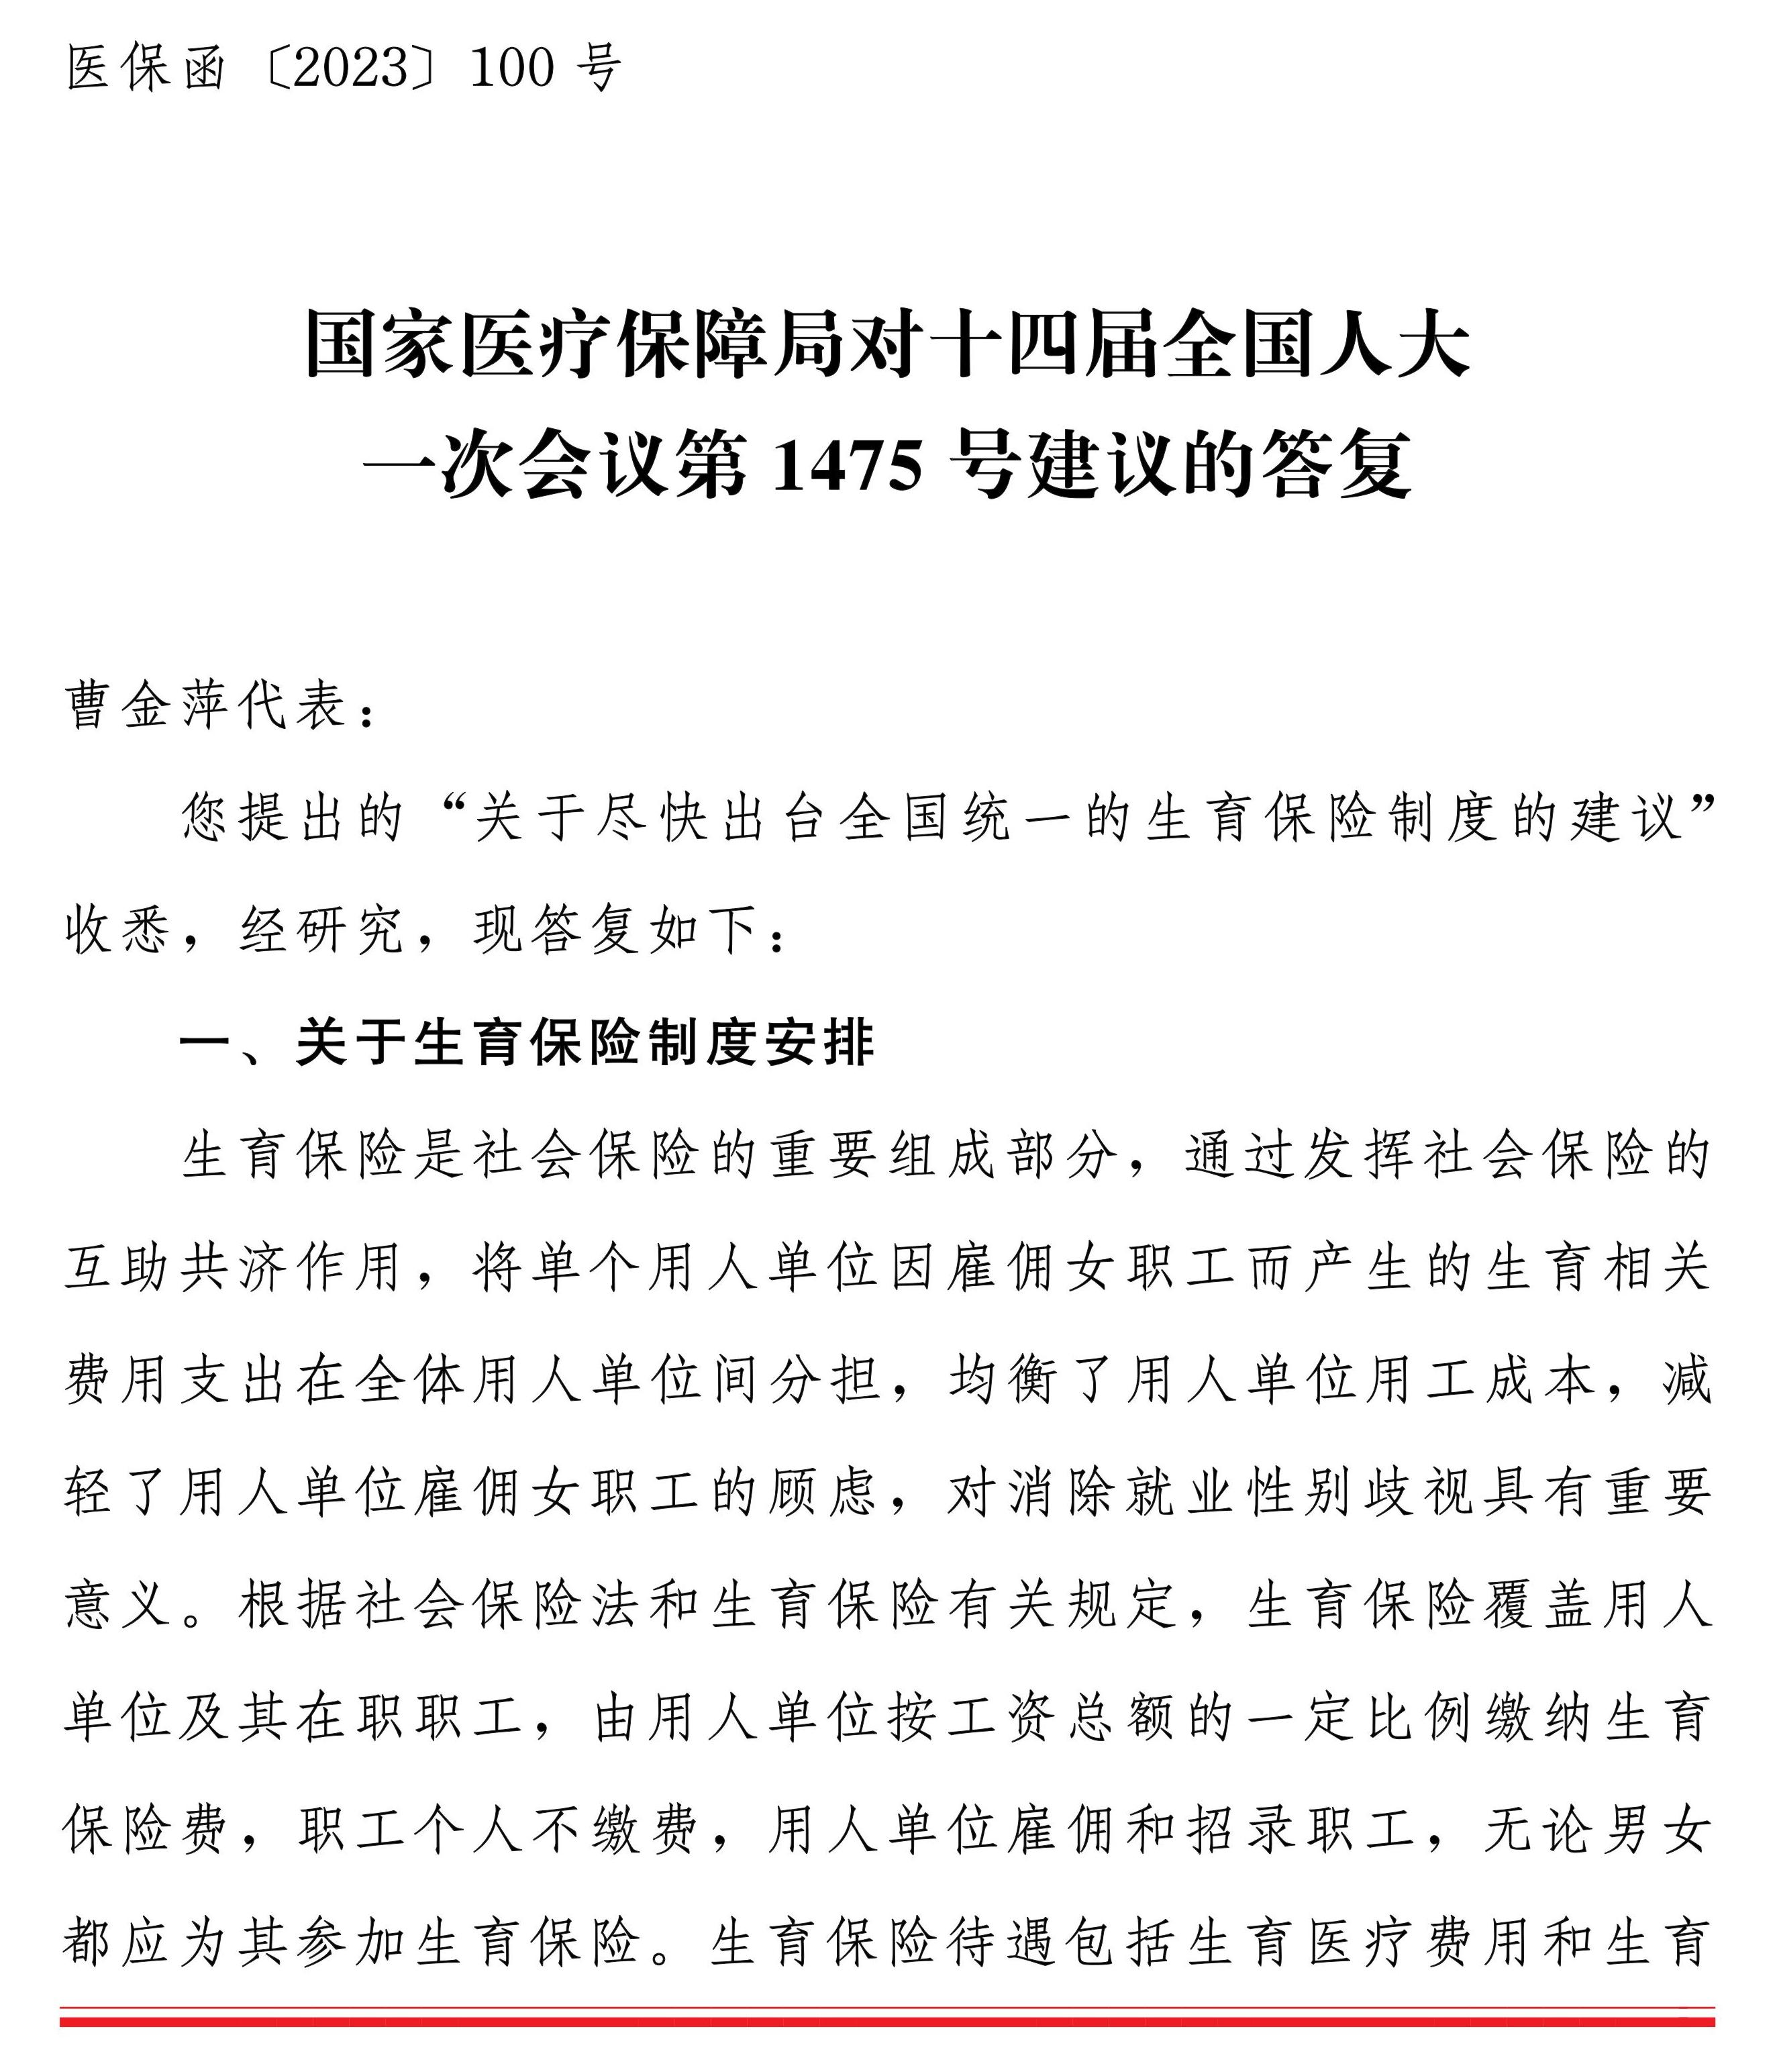 医保函〔2023〕100 号
国家医疗保障局对十四届全国人大
一次会议第 1475 号建议的答复
曹金萍代表：
您提出的“关于尽快出台全国统一的生育保险制度的建议”
收悉，经研究，现答复如下：
一、关于生育保险制度安排
生育保险是社会保险的重要组成部分，通过发挥社会保险的
互助共济作用，将单个用人单位因雇佣女职工而产生的生育相关
费用支出在全体用人单位间分担，均衡了用人单位用工成本，减
轻了用人单位雇佣女职工的顾虑，对消除就业性别歧视具有重要
意义。根据社会保险法和生育保险有关规定，生育保险覆盖用人
单位及其在职职工，由用人单位按工资总额的一定比例缴纳生育
保险费，职工个人不缴费，用人单位雇佣和招录职工，无论男女
都应为其参加生育保险。生育保险待遇包括生育医疗费用和生育